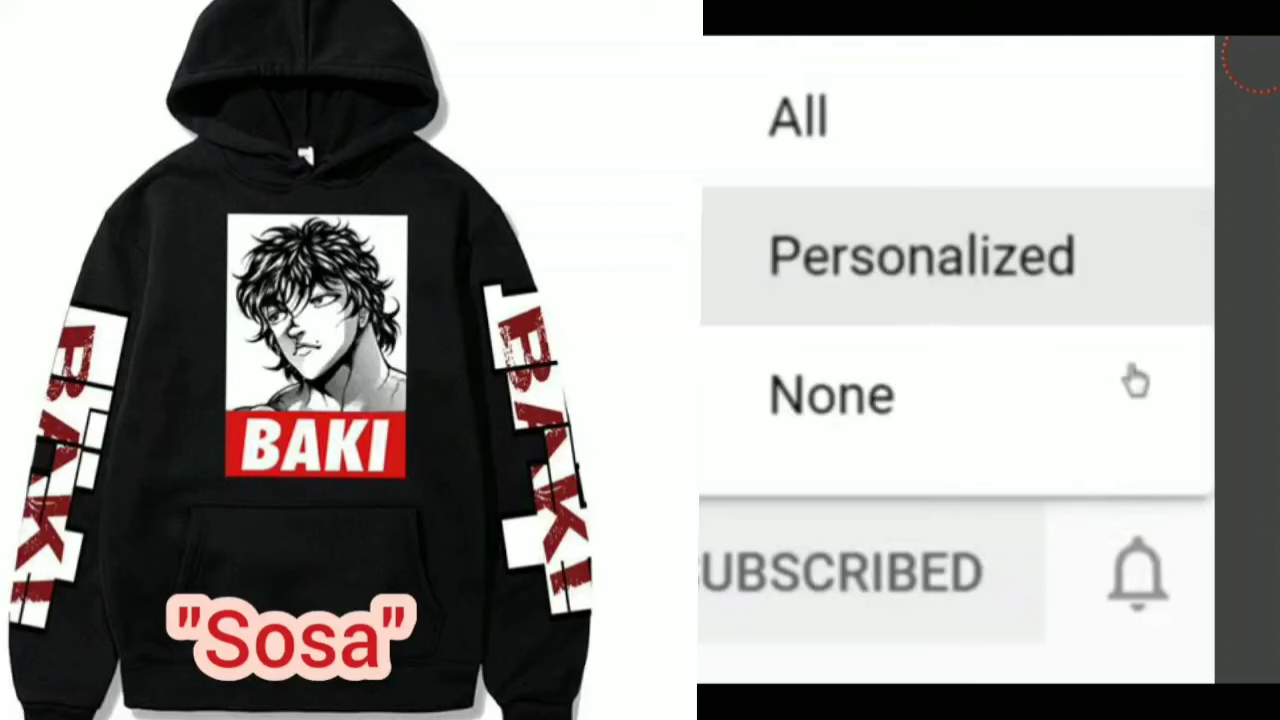 BAKI
BAKI
BAKI
"Sosa"
All
Personalized
None
UBSCRIBED